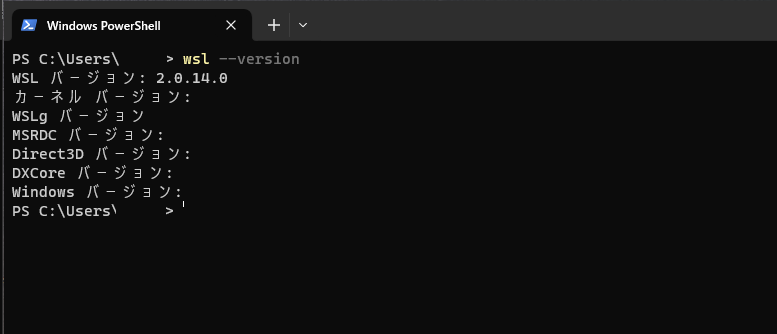 Windows PowerShell
PS C:\Users\ > wsl --version
WSL バージョン: 2.0.14.0
カーネル バージョン:
WSLg バージョン
MSRDC バージョン:
Direct3D バージョン:
DXCore バージョン:
Windows バージョン:
PS C:\Users\ >